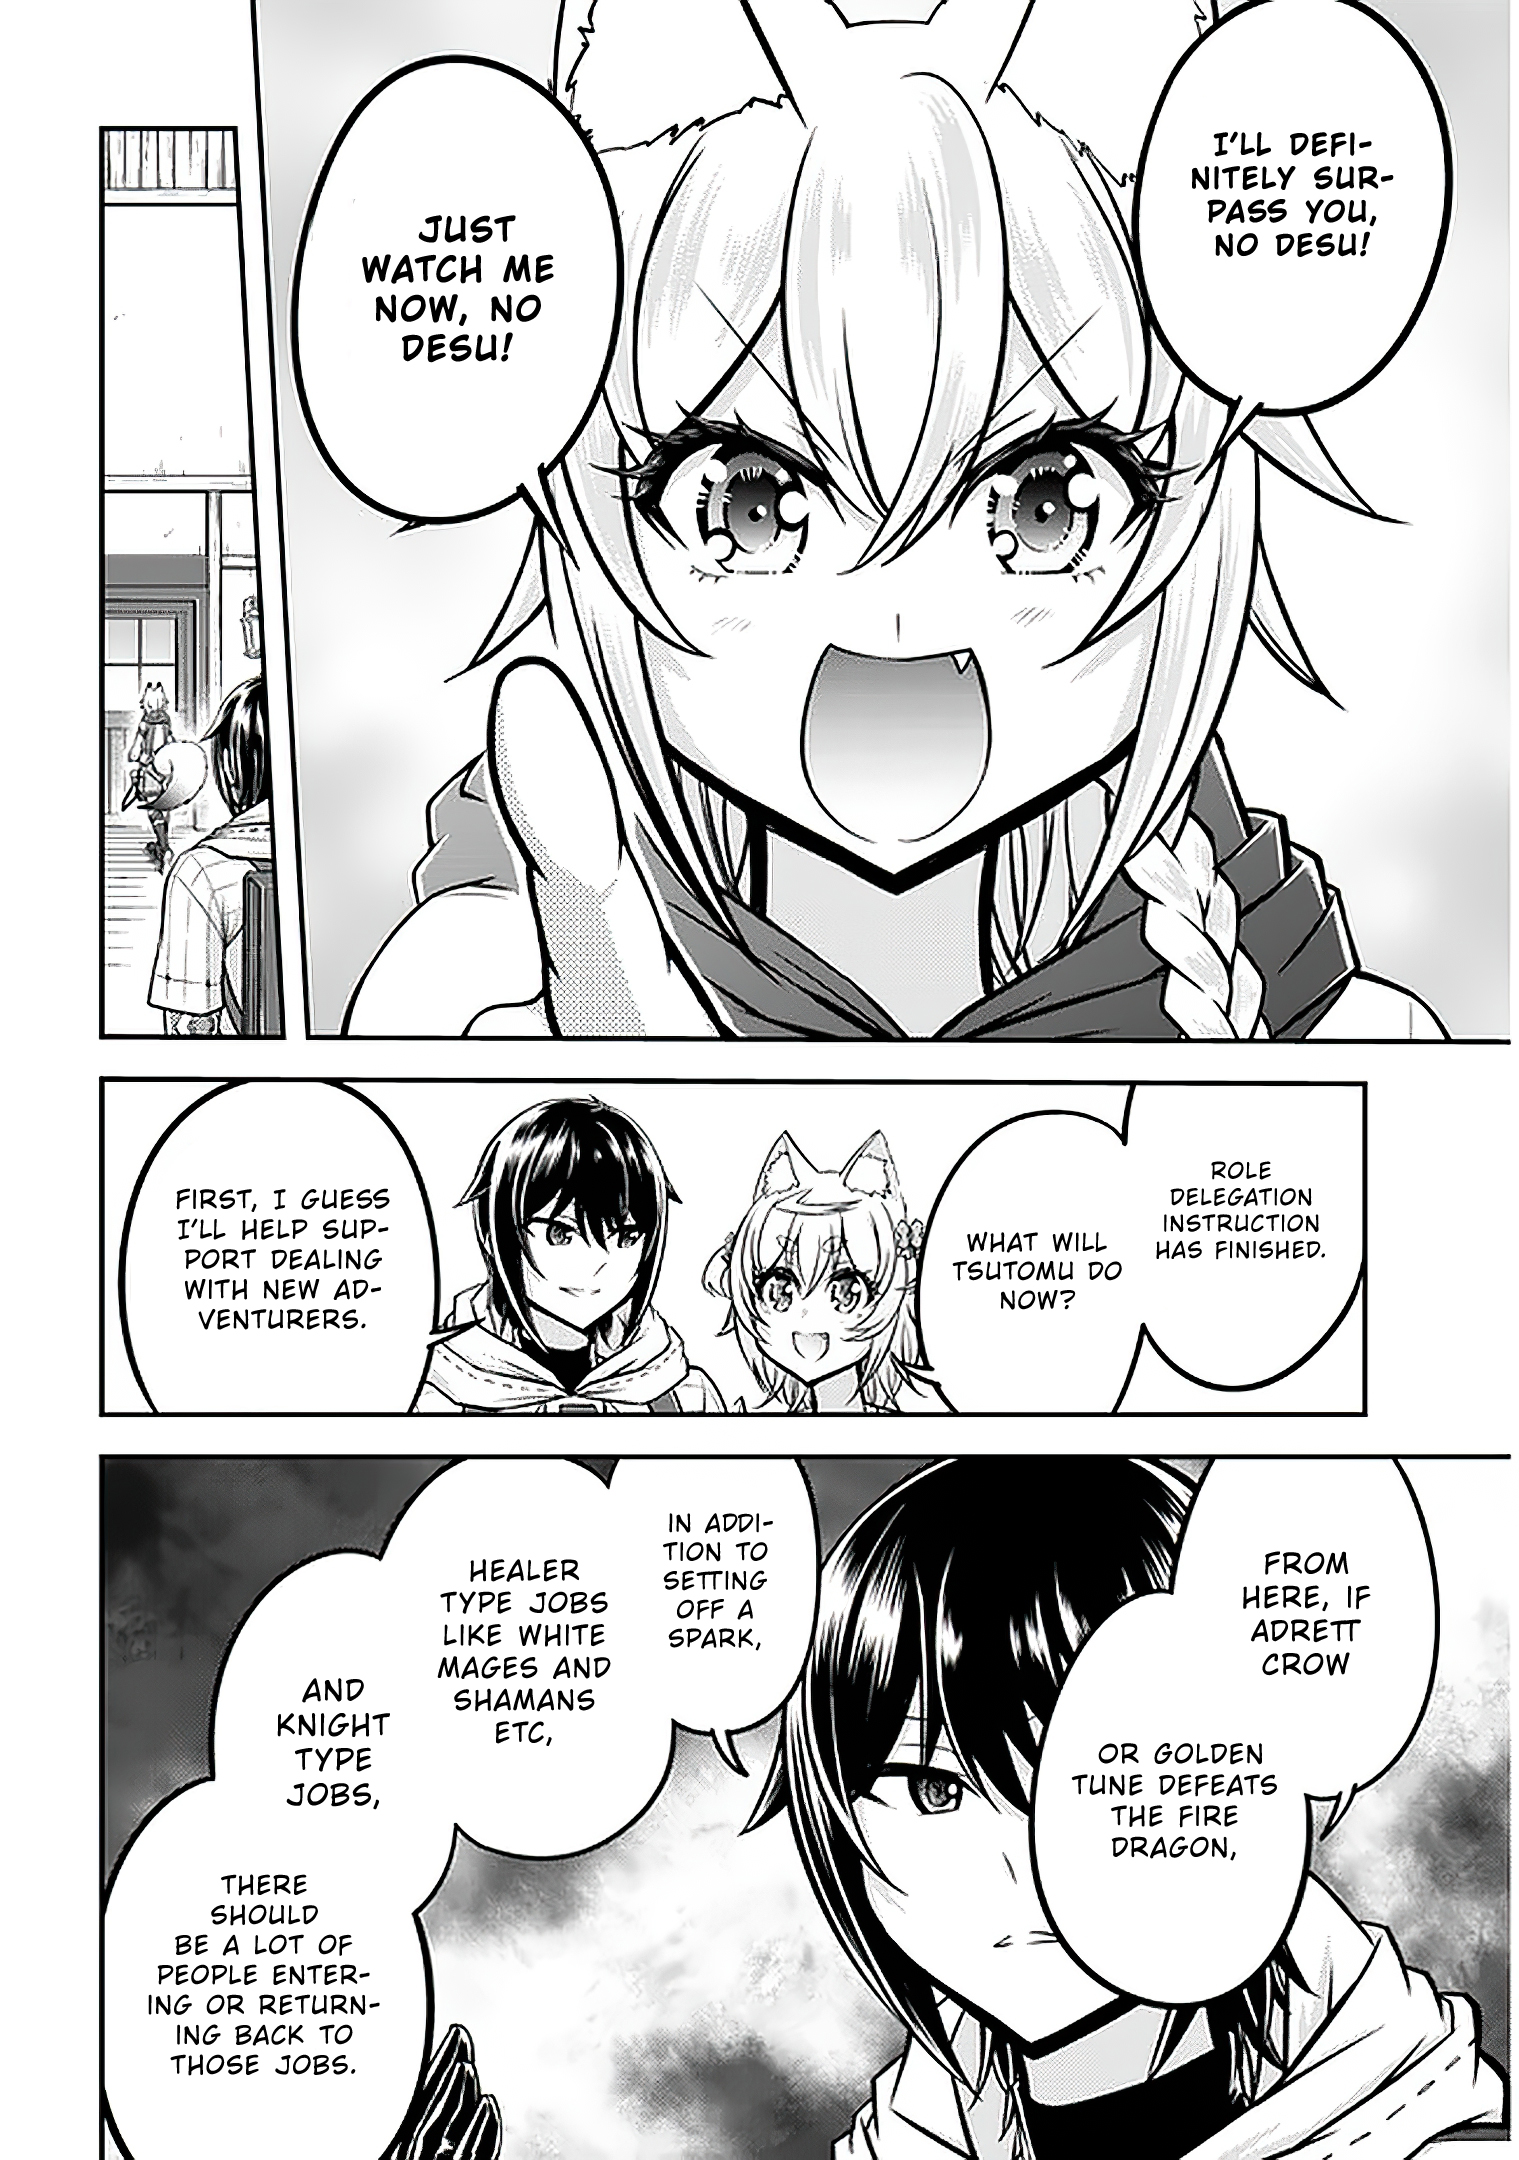 I'LL DEFI-
NITELY SUR-
PASS YOU,
NO DESU!
JUST
WATCH ME
NOW, NO
DESU!
ROLE
DELEGATION
INSTRUCTION
HAS FINISHED.
WHAT WILL
TSUTOMU DO
NOW?
FIRST, I GUESS
I'LL HELP SUP-
PORT DEALING
WITH NEW AD-
VENTURERS.
FROM
HERE, IF
ADRETT
CROW
OR GOLDEN
TUNE DEFEATS
THE FIRE
DRAGON,
IN ADDI-
TION TO
SETTING
OFF A
SPARK,
HEALER
TYPE JOBS
LIKE WHITE
MAGES AND
SHAMANS
ETC,
AND
KNIGHT
TYPE
JOBS,
THERE
SHOULD
BE A LOT OF
PEOPLE ENTER-
ING OR RETURN-
ING BACK TO
THOSE JOBS.